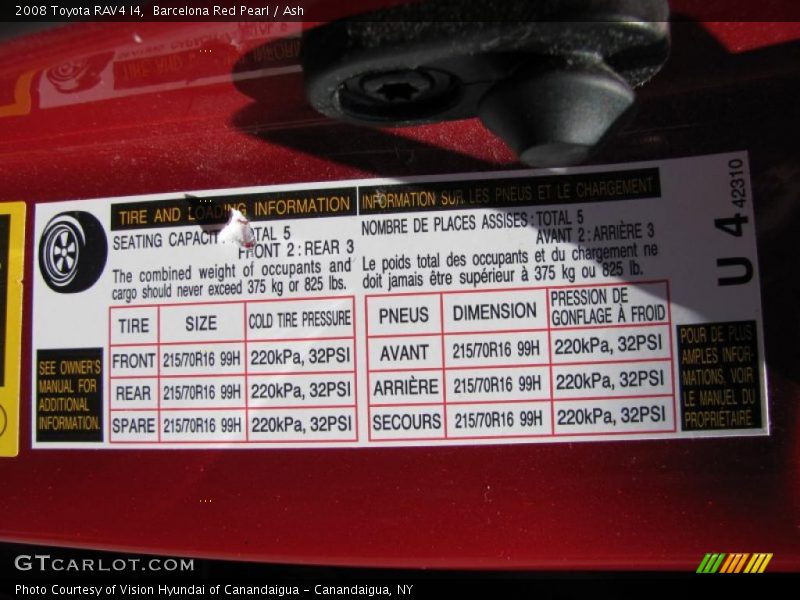 2008 Toyota RAV4 I4,  Barcelona Red Pearl / Ash
TIRE AND LOADING INFORMATION
SEATING CAPACIT TAL 5
FRONT 2 : REAR 3
The combined weight of occupants and
cargo should never exceed 375 kg or 825 lbs.
TIRE SIZE COLD TIRE PRESSURE
FRONT 215/70R16 99H 220kPa, 32PSI
REAR 215/70R16 99H 220kPa, 32PSI
SPARE 215/70R16 99H 220kPa, 32PSI
SEE OWNER'S
MANUAL FOR
ADDITIONAL
INFORMATION.
INFORMATION SUR LES PNEUS ET LE CHARGEMENT
NOMBRE DE PLACES ASSISES : TOTAL 5
AVANT 2 : ARRIÈRE 3
Le poids total des occupants et du chargement ne
doit jamais être supérieur à 375 kg ou 825 lb.
PNEUS DIMENSION PRESSION DE
GONFLAGE À FROID
AVANT 215/70R16 99H 220kPa, 32PSI
ARRIÈRE 215/70R16 99H 220kPa, 32PSI
SECOURS 215/70R16 99H 220kPa, 32PSI
POUR DE PLUS
AMPLES INFOR-
MATIONS, VOIR
LE MANUEL DU
PROPRIÉTAIRE.
U 4 42310
GTCARLOT.COM
Photo Courtesy of Vision Hyundai of Canandaigua – Canandaigua, NY